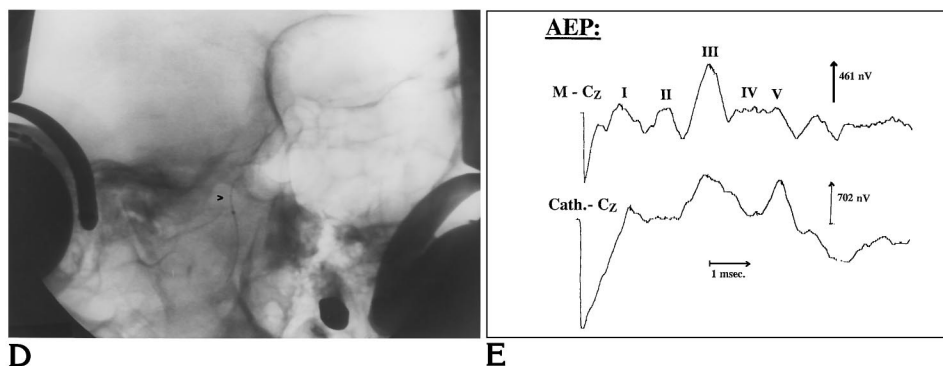 AEP:
III
461 nV
M - Cz
I
II
IV
V
Cath.- Cz
702 nV
1 msec.
>
D
E